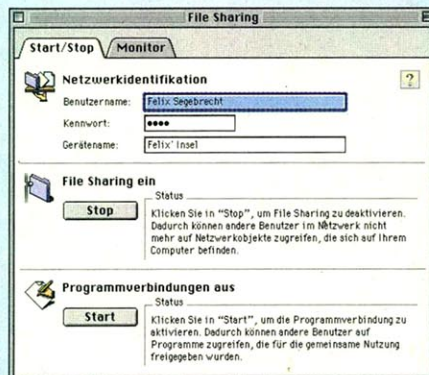 File Sharing
Start/Stop Monitor
Netzwerkidentifikation
?
Benutzername: Felix Segebrecht
Kennwort: ••••
Gerätename: Felix' Insel
File Sharing ein
Status
Stop
Klicken Sie in "Stop", um File Sharing zu deaktivieren.
Dadurch können andere Benutzer im Netzwerk nicht
mehr auf Netzwerkobjekte zugreifen, die sich auf Ihrem
Computer befinden.
Programmverbindungen aus
Status
Start
Klicken Sie in "Start", um die Programmverbindung zu
aktivieren. Dadurch können andere Benutzer auf
Programme zugreifen, die für die gemeinsame Nutzung
freigegeben wurden.